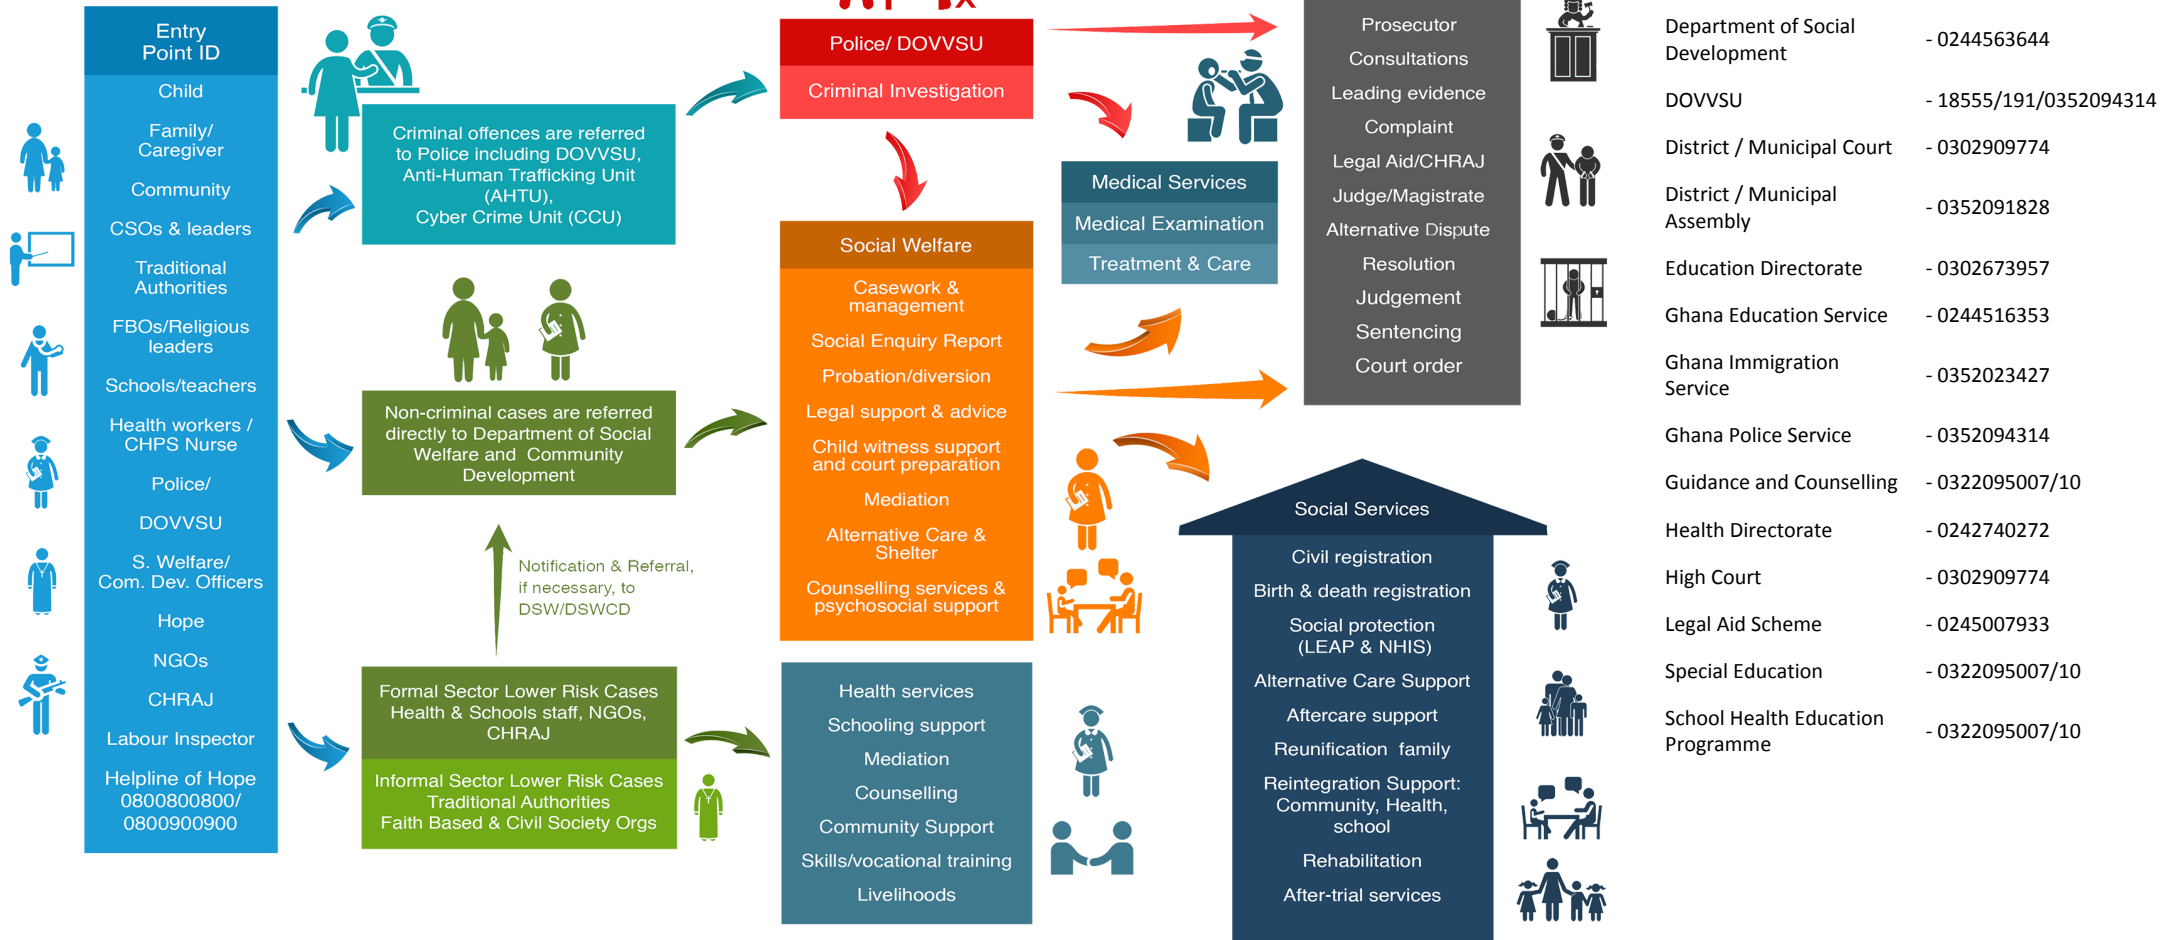 Entry
Point ID
Child
Family/
Caregiver
Community
CSOs & leaders
Traditional
Authorities
FBOs/Religious
leaders
Schools/teachers
Health workers /
CHPS Nurse
Police/
DOVVSU
S. Welfare/
Com. Dev. Officers
Hope
NGOs
CHRAJ
Labour Inspector
Helpline of Hope
0800800800/
0800900900
Criminal offences are referred
to Police including DOVVSU,
Anti-Human Trafficking Unit
(AHTU),
Cyber Crime Unit (CCU)
Non-criminal cases are referred
directly to Department of Social
Welfare and Community
Development
Notification & Referral,
if necessary, to
DSW/DSWCD
Formal Sector Lower Risk Cases
Health & Schools staff, NGOs,
CHRAJ
Informal Sector Lower Risk Cases
Traditional Authorities
Faith Based & Civil Society Orgs
Police/ DOVVSU
Criminal Investigation
Social Welfare
Casework &
management
Social Enquiry Report
Probation/diversion
Legal support & advice
Child witness support
and court preparation
Mediation
Alternative Care &
Shelter
Counselling services &
psychosocial support
Health services
Schooling support
Mediation
Counselling
Community Support
Skills/vocational training
Livelihoods
Medical Services
Medical Examination
Treatment & Care
Prosecutor
Consultations
Leading evidence
Complaint
Legal Aid/CHRAJ
Judge/Magistrate
Alternative Dispute
Resolution
Judgement
Sentencing
Court order
Social Services
Civil registration
Birth & death registration
Social protection
(LEAP & NHIS)
Alternative Care Support
Aftercare support
Reunification family
Reintegration Support:
Community, Health,
school
Rehabilitation
After-trial services
Department of Social
Development - 0244563644
DOVVSU - 18555/191/0352094314
District / Municipal Court - 0302909774
District / Municipal
Assembly - 0352091828
Education Directorate - 0302673957
Ghana Education Service - 0244516353
Ghana Immigration
Service - 0352023427
Ghana Police Service - 0352094314
Guidance and Counselling - 0322095007/10
Health Directorate - 0242740272
High Court - 0302909774
Legal Aid Scheme - 0245007933
Special Education - 0322095007/10
School Health Education
Programme - 0322095007/10